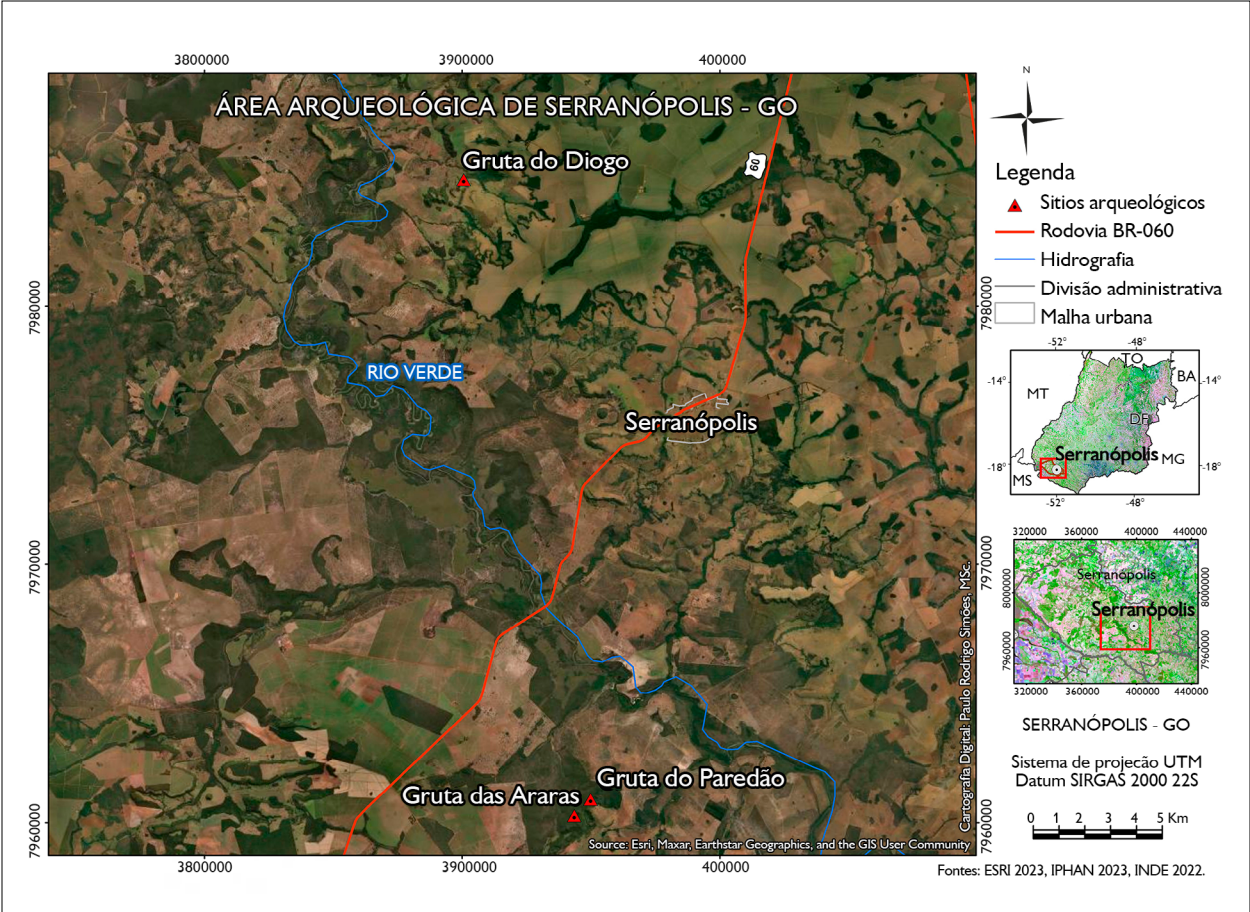 3800000
3900000
400000
ÁREA ARQUEOLÓGICA DE SERRANÓPOLIS - GO
Gruta do Diogo
60
7980000
7980000
RIO VERDE
Serranópolis
7970000
7970000
Gruta do Paredão
Gruta das Araras
7960000
7960000
Source: Esri, Maxar, Earthstar Geographics, and the GIS User Community
Cartografia Digital: Paulo Rodrigo Simões, MSc.
3800000
3900000
400000
N
Legenda
Sitios arqueológicos
Rodovia BR-060
Hidrografia
Divisão administrativa
Malha urbana
-52°
-48°
TO
BA
-14°
-14°
MT
DF
Serranópolis
MG
-18°
-18°
MS
-52°
-48°
320000 360000 400000 440000
Serranópolis
8000000
8000000
Serranópolis
7960000
7960000
320000 360000 400000 440000
SERRANÓPOLIS - GO
Sistema de projecão UTM
Datum SIRGAS 2000 22S
0 1 2 3 4 5 Km
Fontes: ESRI 2023, IPHAN 2023, INDE 2022.